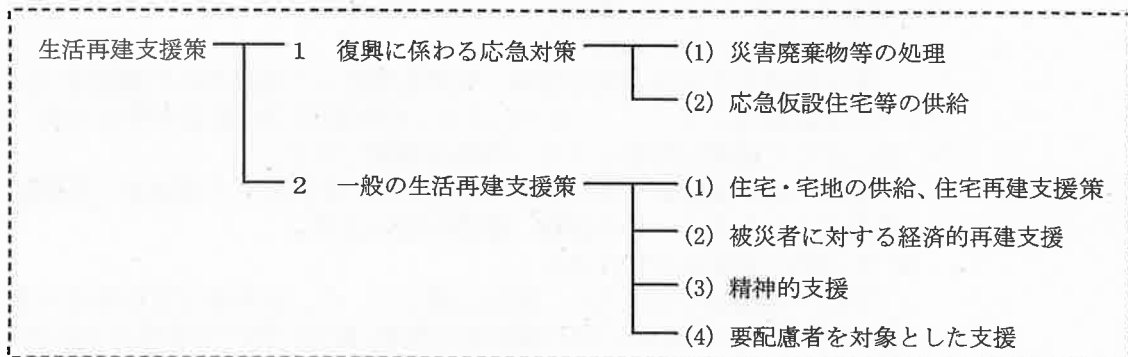 生活再建支援策 1 復興に係わる応急対策 (1) 災害廃棄物等の処理
(2) 応急仮設住宅等の供給
2 一般の生活再建支援策 (1) 住宅・宅地の供給、住宅再建支援策
(2) 被災者に対する経済的再建支援
(3) 精神的支援
(4) 要配慮者を対象とした支援